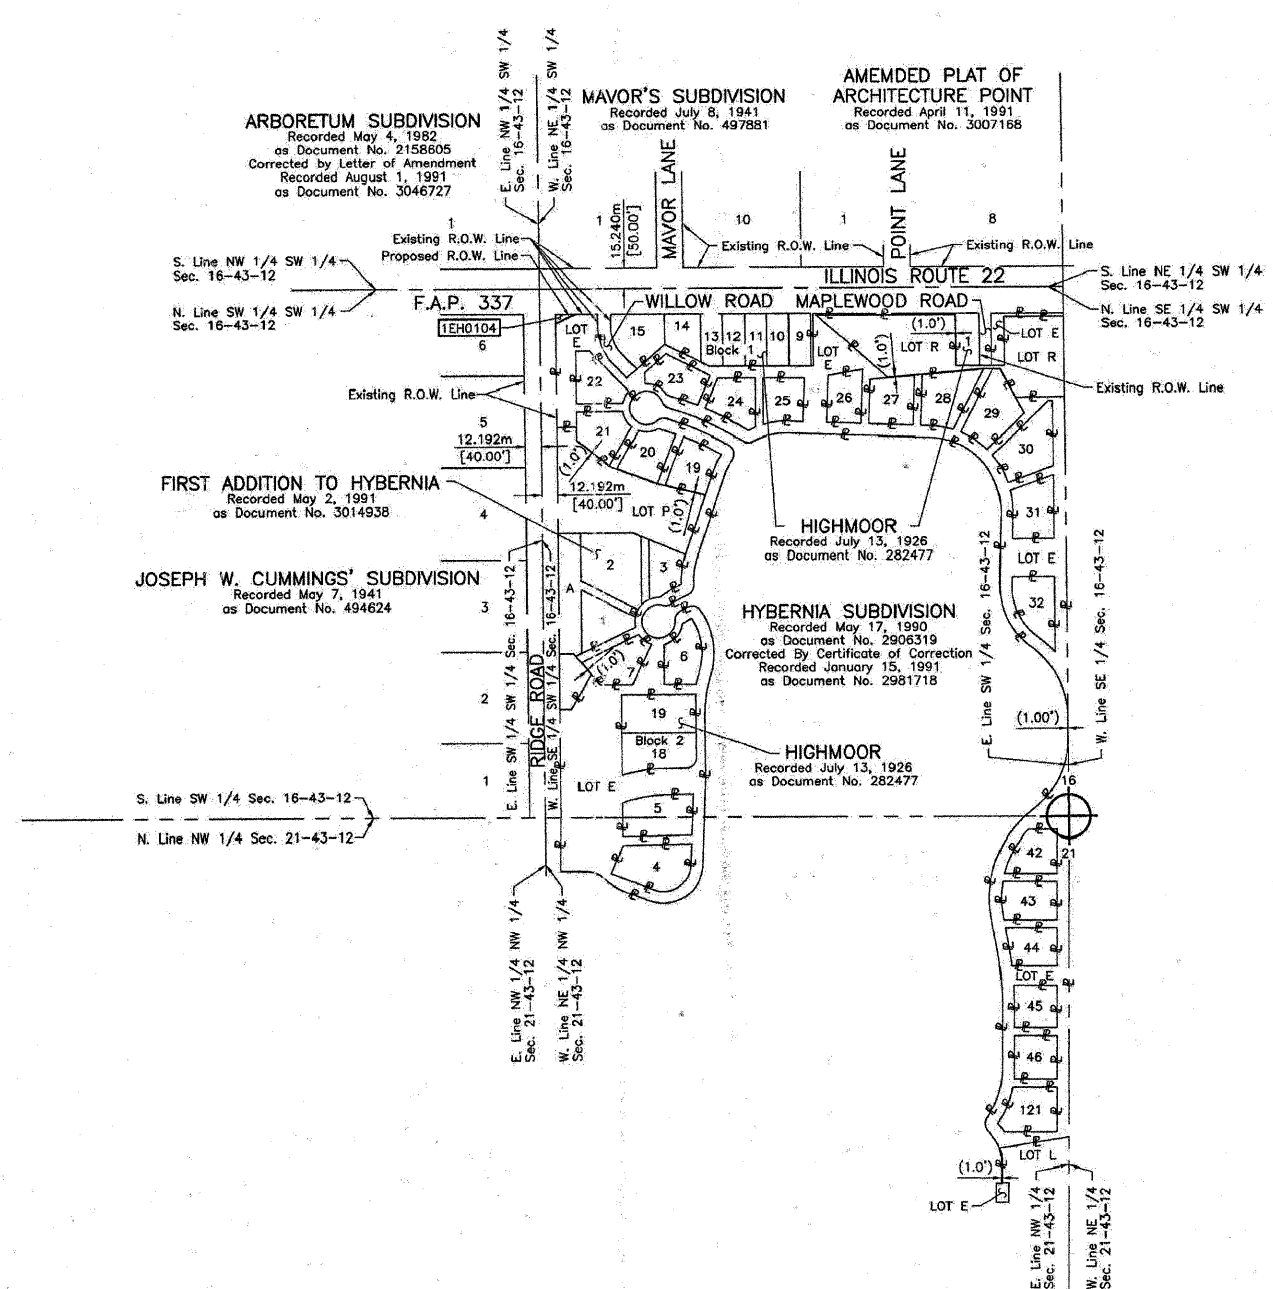 E. Line NW 1/4 SW 1/4
Sec. 16-43-12
W. Line NE 1/4 SW 1/4
Sec. 16-43-12
ARBORETUM SUBDIVISION
Recorded May 4, 1982
as Document No. 2158605
Corrected by Letter of Amendment
Recorded August 1, 1991
as Document No. 3046727
MAVOR'S SUBDIVISION
Recorded July 8, 1941
as Document No. 497881
AMEMDED PLAT OF
ARCHITECTURE POINT
Recorded April 11, 1991
as Document No. 3007168
1
1
15.240m
[50.00']
MAVOR LANE
10
1
POINT LANE
8
Existing R.O.W. Line
Proposed R.O.W. Line
Existing R.O.W. Line
Existing R.O.W. Line
S. Line NW 1/4 SW 1/4
Sec. 16-43-12
N. Line SW 1/4 SW 1/4
Sec. 16-43-12
ILLINOIS ROUTE 22
S. Line NE 1/4 SW 1/4
Sec. 16-43-12
N. Line SE 1/4 SW 1/4
Sec. 16-43-12
F.A.P. 337
1EH0104
WILLOW ROAD
MAPLEWOOD ROAD
6
LOT
E
15
14
13
12
11
10
9
Block 1
LOT
E
(1.0')
(1.0')
LOT R
1
LOT E
LOT R
Existing R.O.W. Line
Existing R.O.W. Line
22
23
24
25
26
27
28
29
30
5
12.192m
[40.00']
21
20
19
(1.0')
12.192m
[40.00']
LOT P
(1.0')
FIRST ADDITION TO HYBERNIA
Recorded May 2, 1991
as Document No. 3014938
4
31
LOT E
32
HIGHMOOR
Recorded July 13, 1926
as Document No. 282477
JOSEPH W. CUMMINGS' SUBDIVISION
Recorded May 7, 1941
as Document No. 494624
3
A
2
3
HYBERNIA SUBDIVISION
Recorded May 17, 1990
as Document No. 2906319
Corrected By Certificate of Correction
Recorded January 15, 1991
as Document No. 2981718
E. Line SW 1/4 Sec. 16-43-12
W. Line SE 1/4 Sec. 16-43-12
(1.0')
7
6
2
RIDGE ROAD
E. Line SW 1/4 SW 1/4 Sec. 16-43-12
W. Line SE 1/4 SW 1/4 Sec. 16-43-12
19
Block 2
18
(1.00')
HIGHMOOR
Recorded July 13, 1926
as Document No. 282477
1
LOT E
16
S. Line SW 1/4 Sec. 16-43-12
N. Line NW 1/4 Sec. 21-43-12
5
4
21
42
43
44
LOT E
45
46
121
LOT L
(1.0')
LOT E
E. Line NW 1/4 NW 1/4
Sec. 21-43-12
W. Line NE 1/4 NW 1/4
Sec. 21-43-12
E. Line NW 1/4
Sec. 21-43-12
W. Line NE 1/4
Sec. 21-43-12